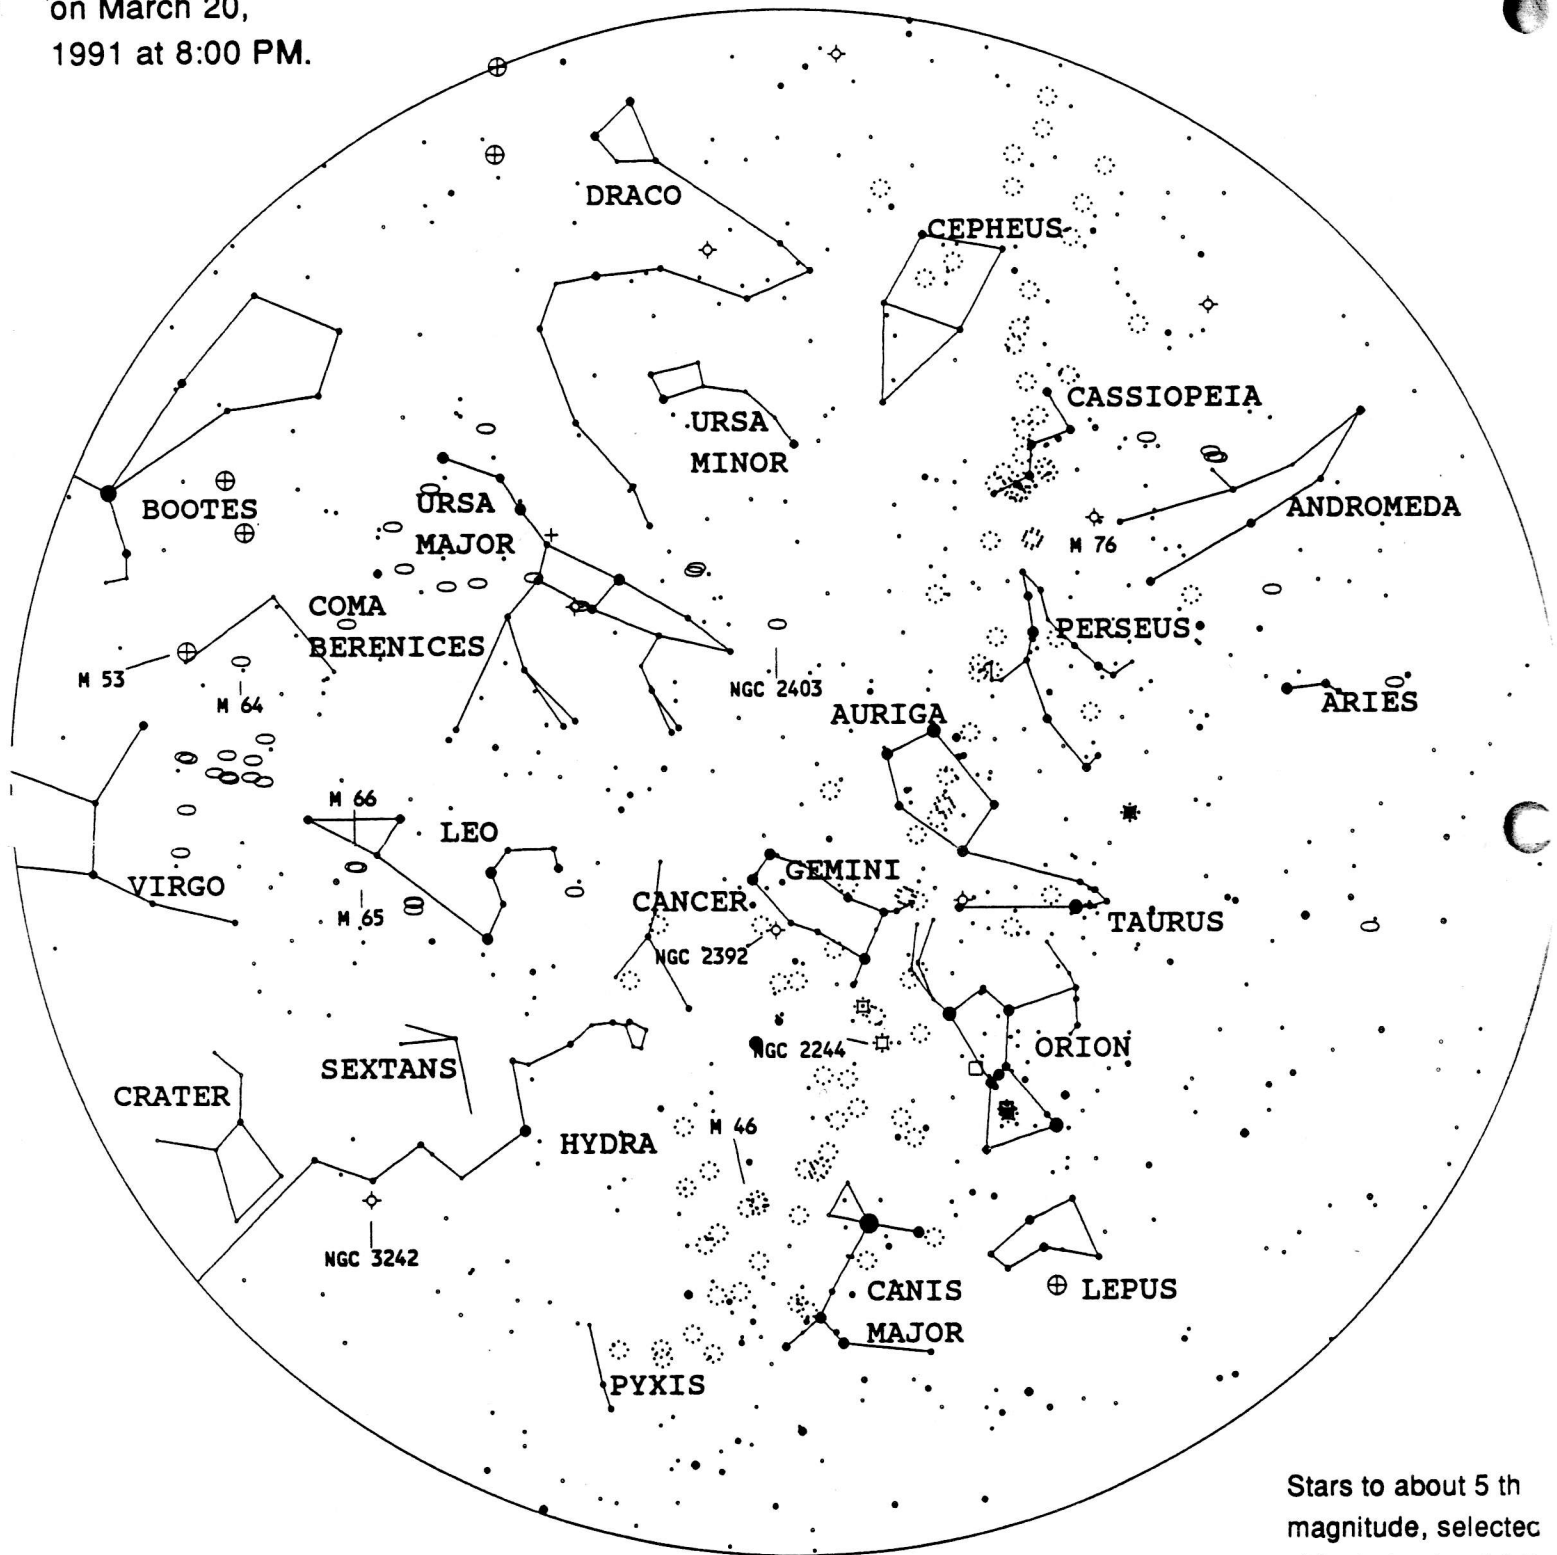 on March 20,
1991 at 8:00 PM.
DRACO
CEPHEUS
CASSIOPEIA
URSA
MINOR
BOOTES
URSA
MAJOR
ANDROMEDA
M 76
COMA
BERENICES
PERSEUS
M 53
M 64
NGC 2403
ARIES
AURIGA
M 66
LEO
GEMINI
VIRGO
CANCER
M 65
TAURUS
NGC 2392
NGC 2244
ORION
SEXTANS
CRATER
M 46
HYDRA
NGC 3242
CANIS
MAJOR
LEPUS
PYXIS
Stars to about 5 th
magnitude, selectec